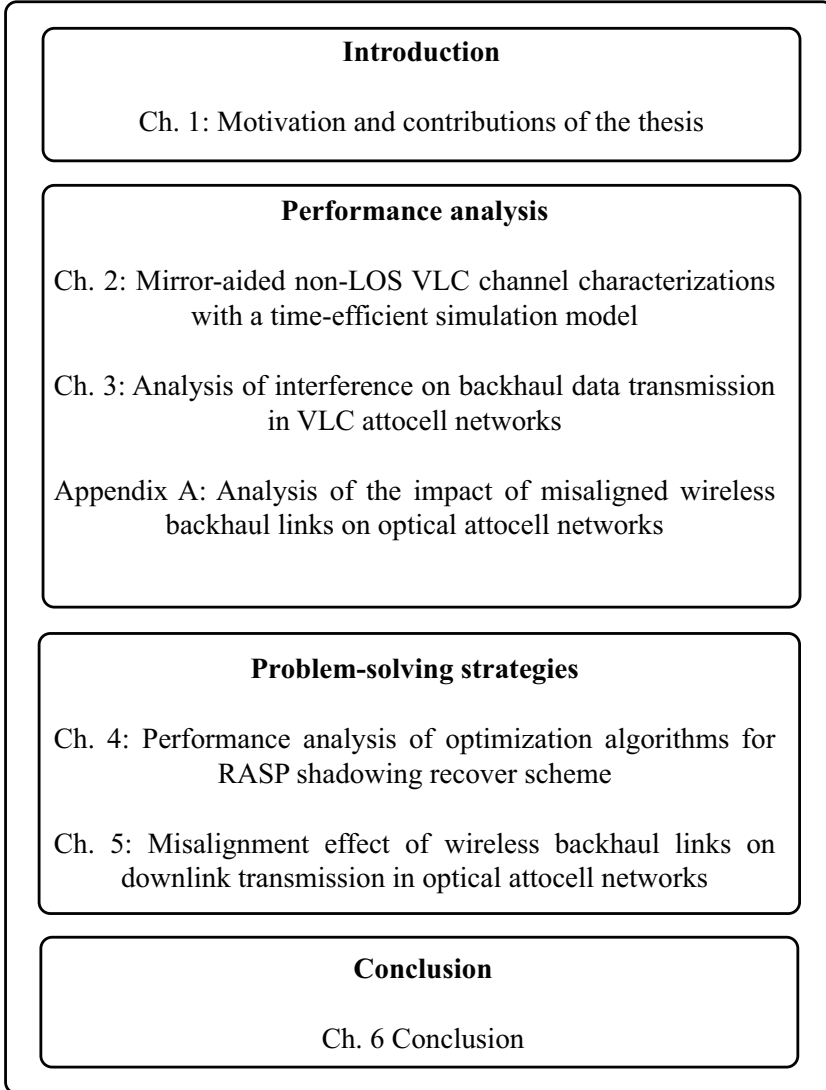 Introduction
Ch. 1: Motivation and contributions of the thesis
Performance analysis
Ch. 2: Mirror-aided non-LOS VLC channel characterizations
with a time-efficient simulation model
Ch. 3: Analysis of interference on backhaul data transmission
in VLC attocell networks
Appendix A: Analysis of the impact of misaligned wireless
backhaul links on optical attocell networks
Problem-solving strategies
Ch. 4: Performance analysis of optimization algorithms for
RASP shadowing recover scheme
Ch. 5: Misalignment effect of wireless backhaul links on
downlink transmission in optical attocell networks
Conclusion
Ch. 6 Conclusion